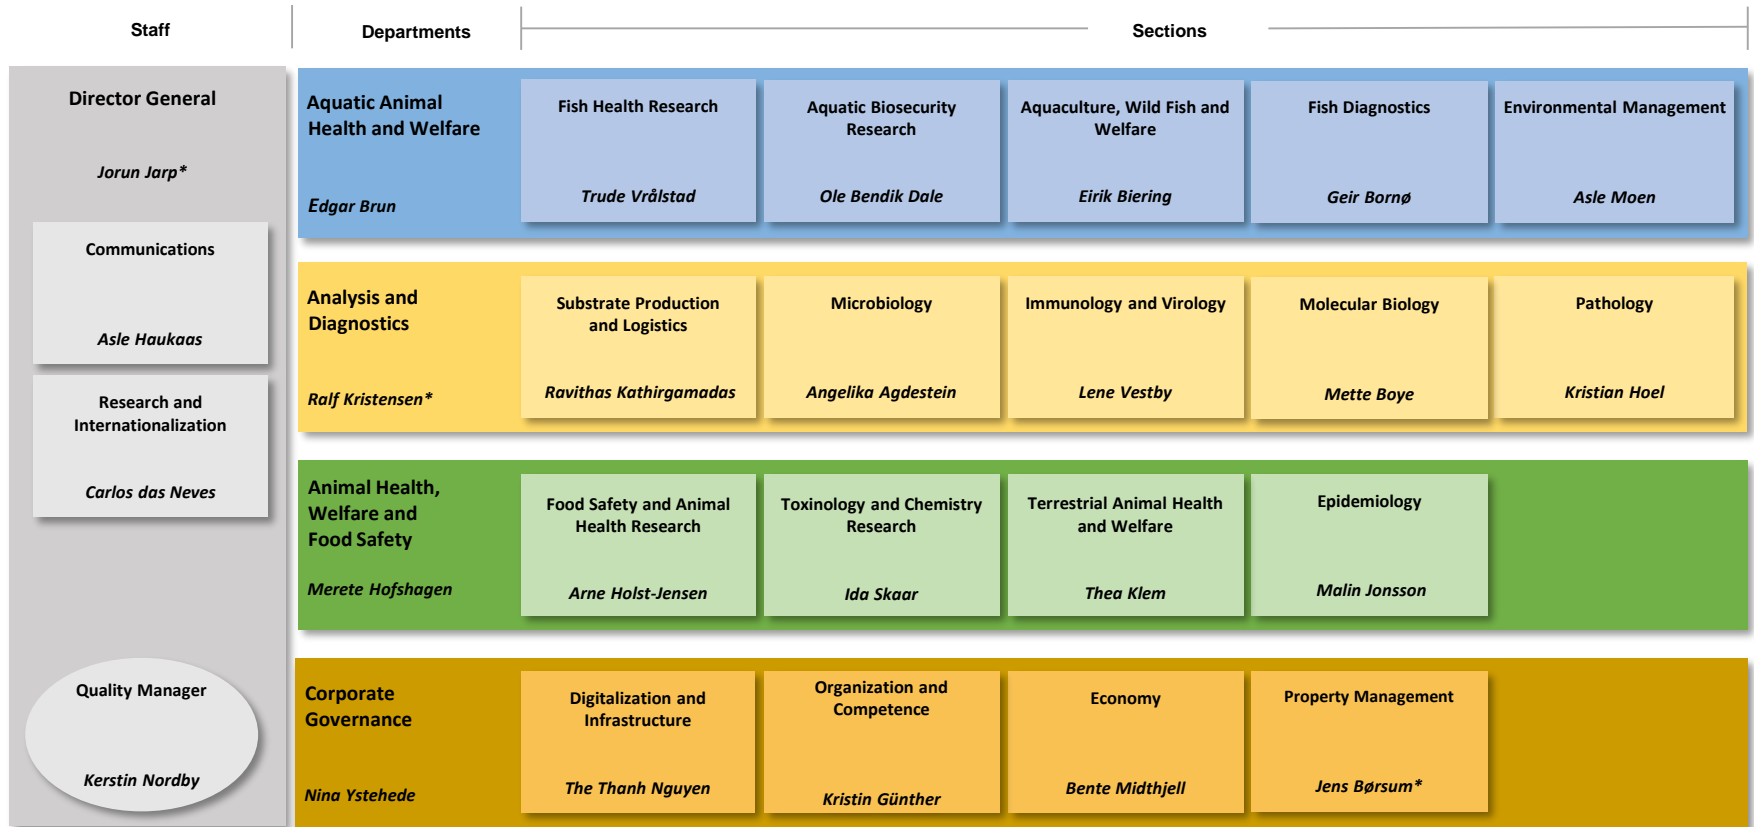 Staff
Departments
Sections
Director General
Jorun Jarp*
Communications
Asle Haukaas
Research and
Internationalization
Carlos das Neves
Quality Manager
Kerstin Nordby
Aquatic Animal
Health and Welfare
Edgar Brun
Fish Health Research
Trude Vrålstad
Aquatic Biosecurity
Research
Ole Bendik Dale
Aquaculture, Wild Fish and
Welfare
Eirik Biering
Fish Diagnostics
Geir Bornø
Environmental Management
Asle Moen
Analysis and
Diagnostics
Ralf Kristensen*
Substrate Production
and Logistics
Ravithas Kathirgamadas
Microbiology
Angelika Agdestein
Immunology and Virology
Lene Vestby
Molecular Biology
Mette Boye
Pathology
Kristian Hoel
Animal Health,
Welfare and
Food Safety
Merete Hofshagen
Food Safety and Animal
Health Research
Arne Holst-Jensen
Toxinology and Chemistry
Research
Ida Skaar
Terrestrial Animal Health
and Welfare
Thea Klem
Epidemiology
Malin Jonsson
Corporate
Governance
Nina Ystehede
Digitalization and
Infrastructure
The Thanh Nguyen
Organization and
Competence
Kristin Günther
Economy
Bente Midthjell
Property Management
Jens Børsum*